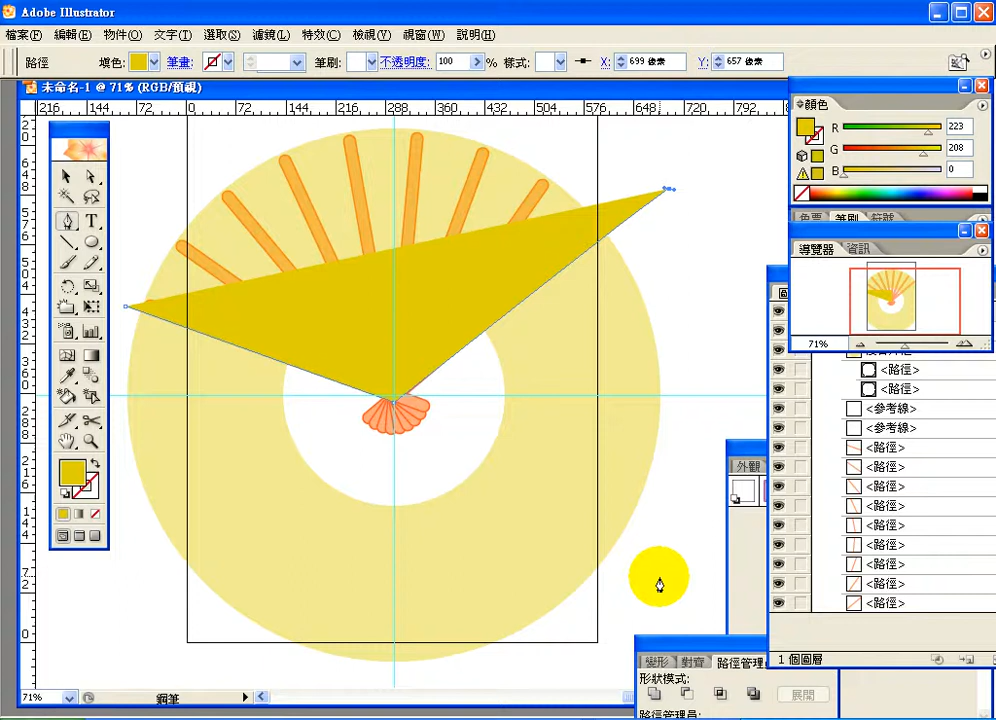 Adobe Illustrator
檔案(F) 編輯(E) 物件(O) 文字(T) 選取(S) 濾鏡(L) 特效(C) 檢視(V) 視窗(W) 說明(H)
路徑 填色: 筆畫: 筆刷: 不透明度: 100 % 樣式: X: 699 像素 Y: 657 像素
未命名-1 @ 71% (RGB/預視)
216 144 72 0 72 144 216 288 360 432 504 576 648 720 792
顏色
R 223
G 208
B 0
色票 筆刷 符號
導覽器 資訊
71%
<路徑>
<路徑>
<參考線>
<參考線>
<路徑>
<路徑>
<路徑>
<路徑>
<路徑>
<路徑>
<路徑>
<路徑>
<路徑>
外觀
1 個圖層
變形 對齊 路徑管理
形狀模式:
展開
路徑管理員:
71% 鋼筆